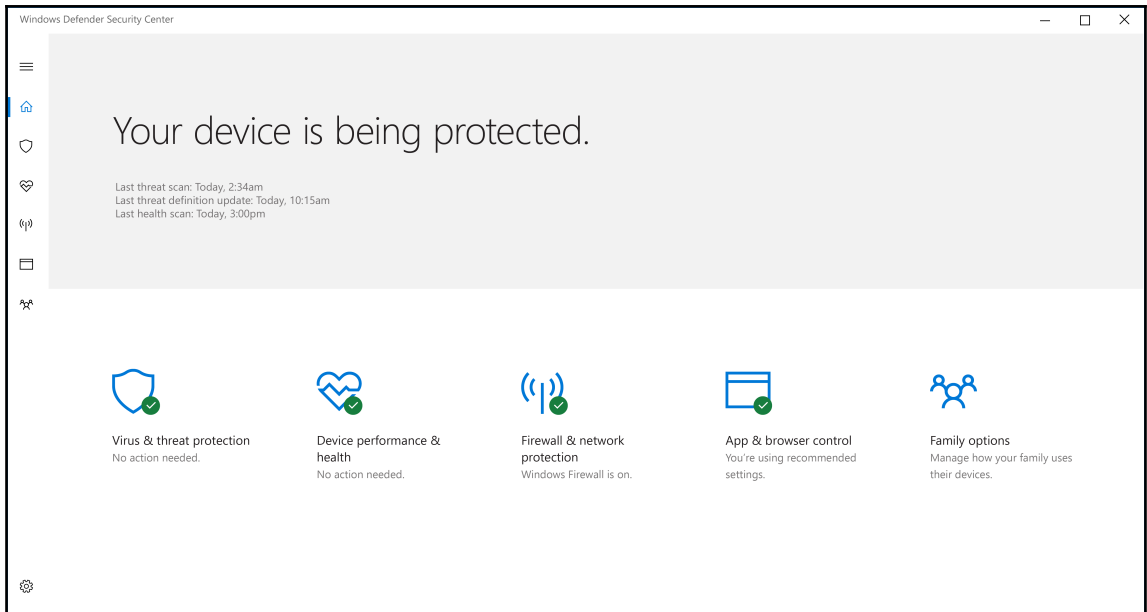 Windows Defender Security Center
Your device is being protected.
Last threat scan: Today, 2:34am
Last threat definition update: Today, 10:15am
Last health scan: Today, 3:00pm
Virus & threat protection
No action needed.
Device performance &
health
No action needed.
Firewall & network
protection
Windows Firewall is on.
App & browser control
You're using recommended
settings.
Family options
Manage how your family uses
their devices.